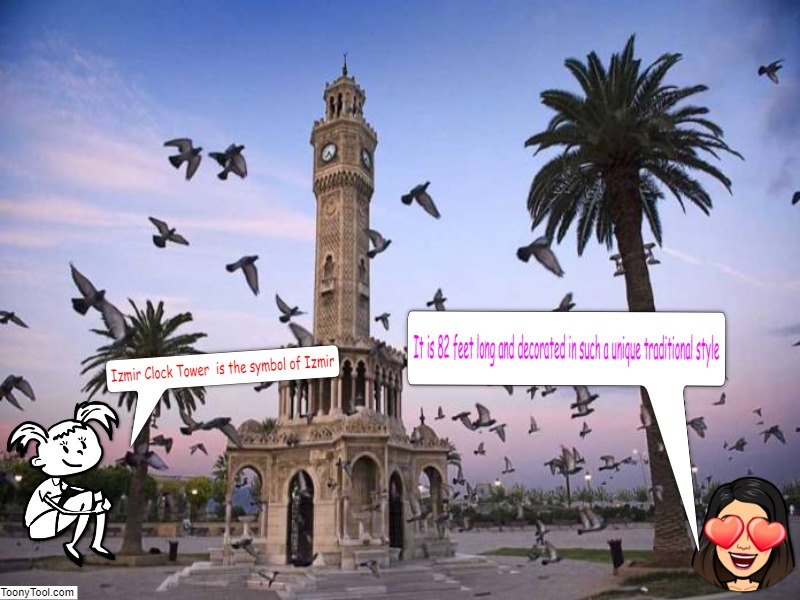 Izmir Clock Tower is the symbol of Izmir
It is 82 feet long and decorated in such a unique traditional style
ToonyTool.com